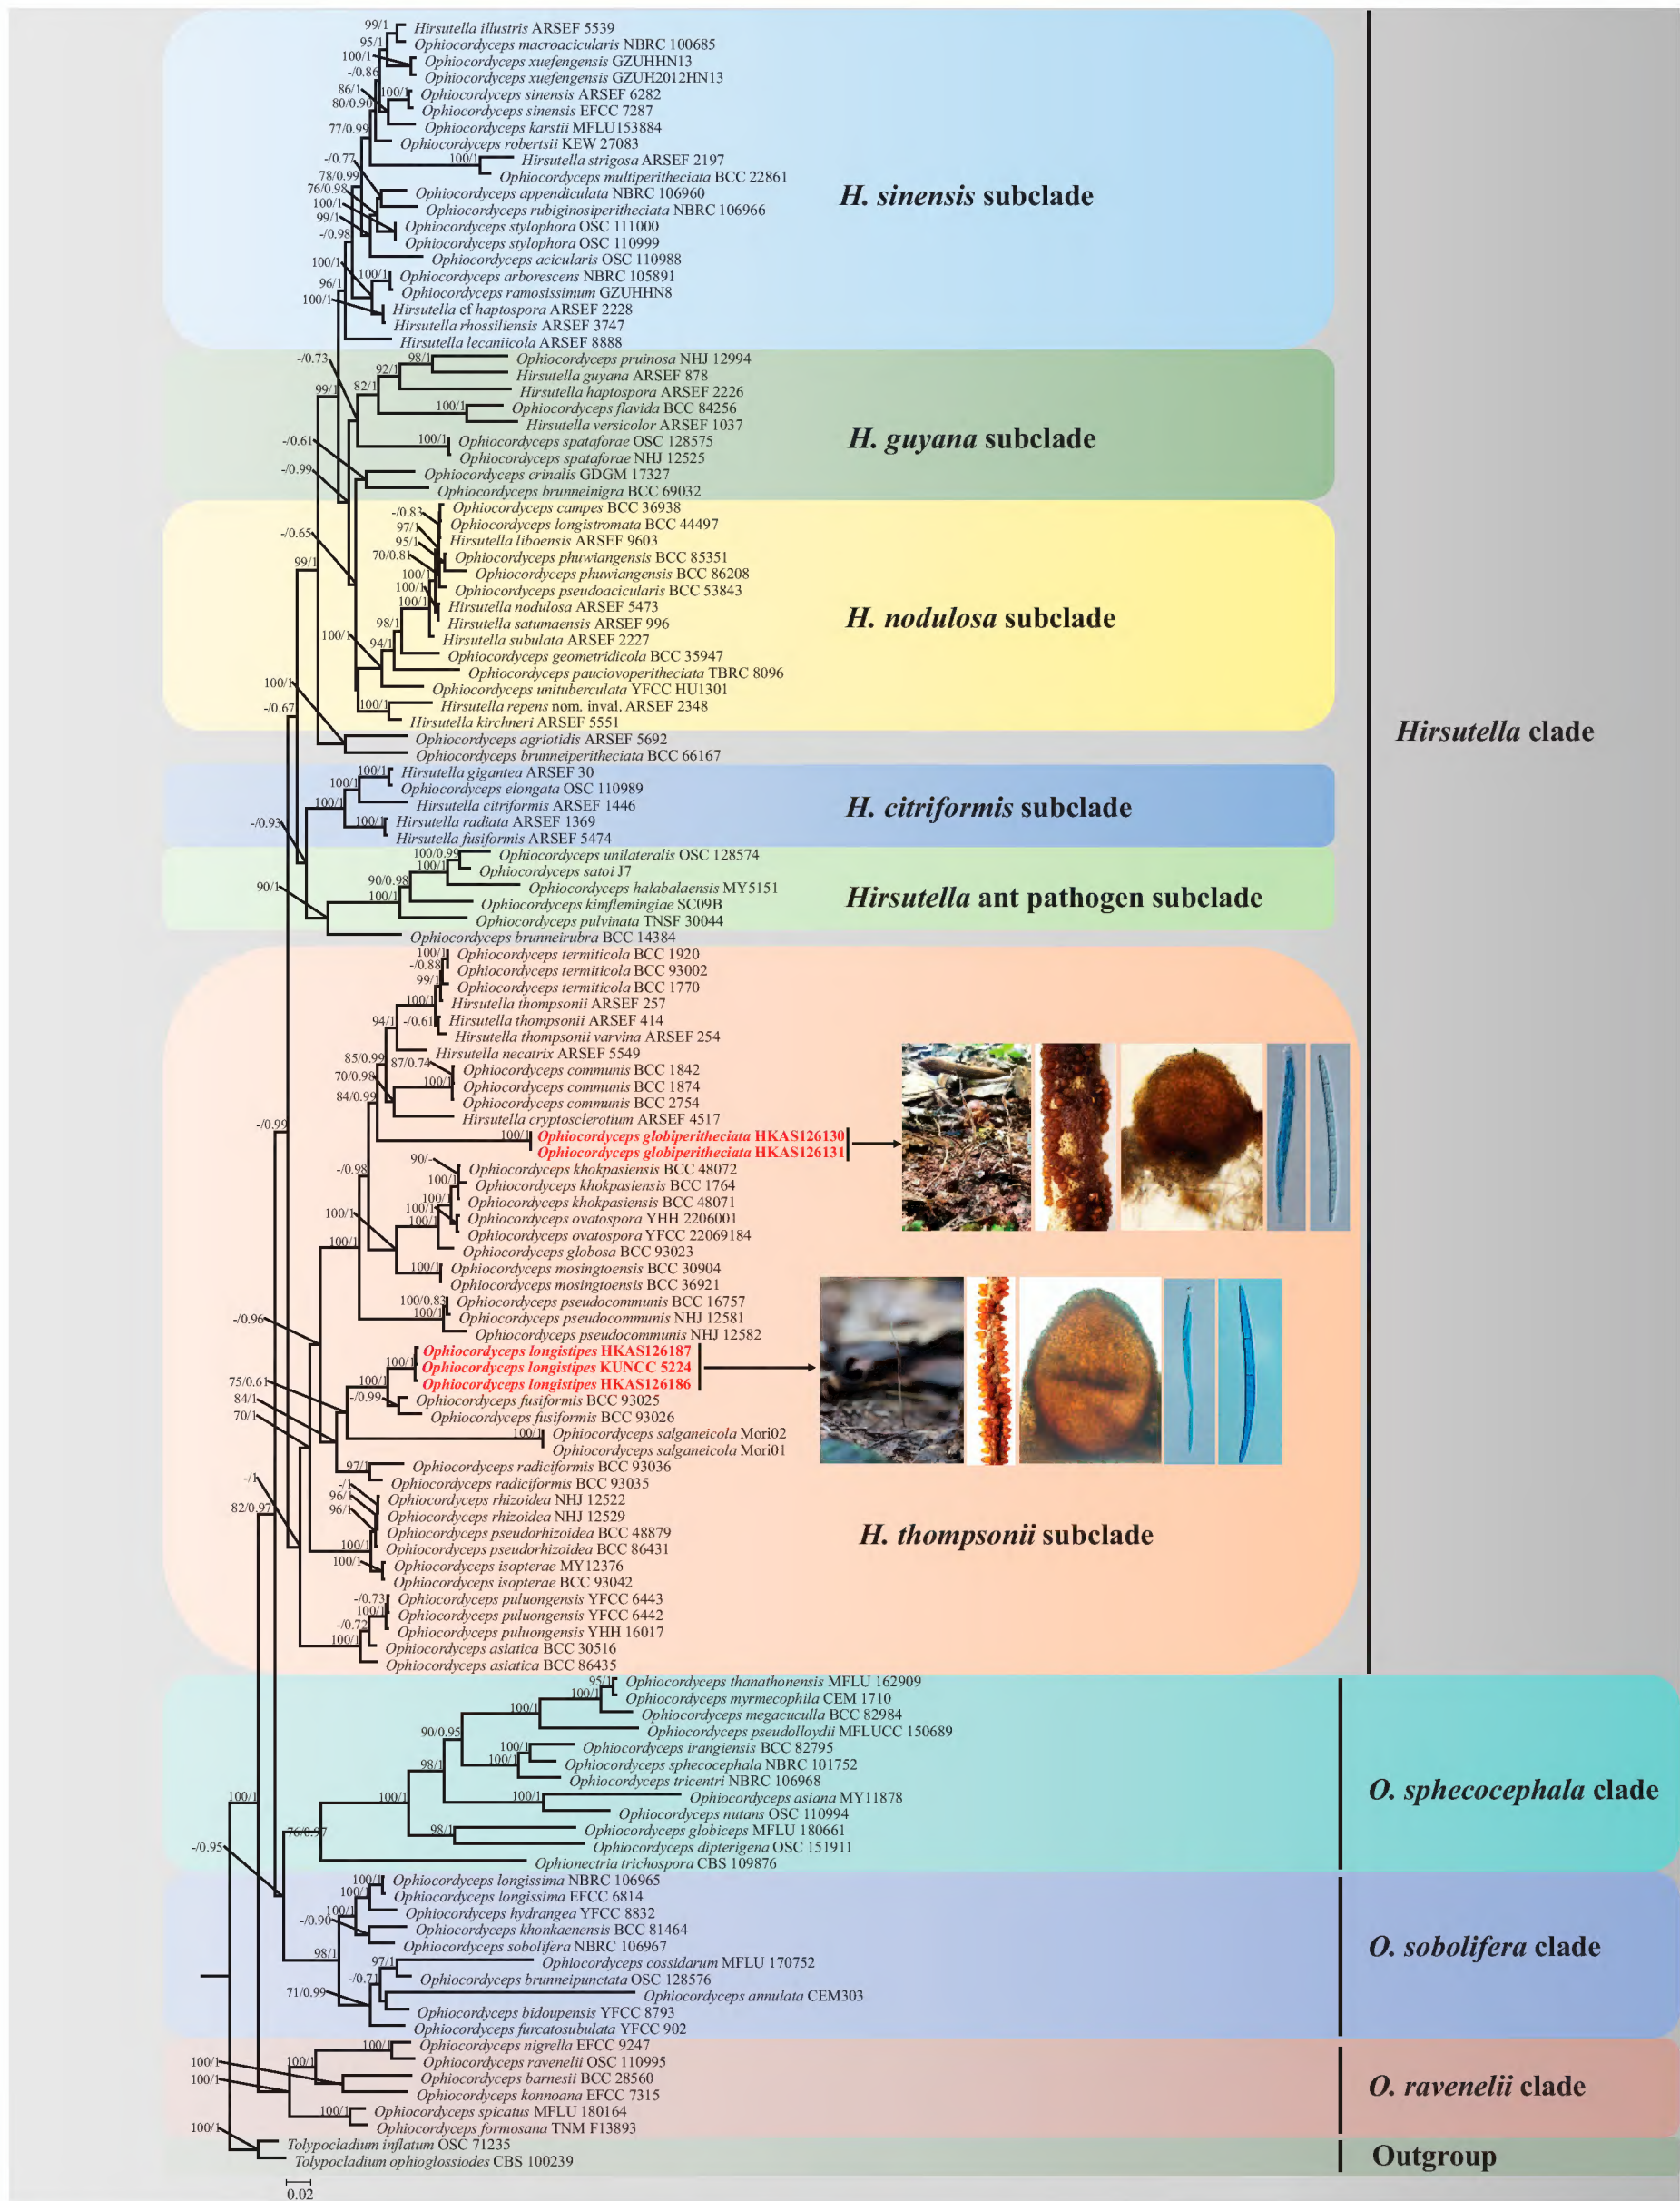 99/1
Hirsutella illustris ARSEF 5539
95/1
Ophiocordyceps macroacicularis NBRC 100685
100/1
Ophiocordyceps xuefengensis GZUHHN13
-/0.86
Ophiocordyceps xuefengensis GZUH2012HN13
86/1
100/1
Ophiocordyceps sinensis ARSEF 6282
80/0.90
Ophiocordyceps sinensis EFCC 7287
77/0.99
Ophiocordyceps karstii MFLU153884
Ophiocordyceps robertsii KEW 27083
-/0.77
100/1
Hirsutella strigosa ARSEF 2197
78/0.99
Ophiocordyceps multiperitheciata BCC 22861
76/0.98
Ophiocordyceps appendiculata NBRC 106960
H. sinensis subclade
100/1
Ophiocordyceps rubiginosiperitheciata NBRC 106966
99/1
Ophiocordyceps stylophora OSC 111000
-/0.98
Ophiocordyceps stylophora OSC 110999
100/1
Ophiocordyceps acicularis OSC 110988
100/1
Ophiocordyceps arborescens NBRC 105891
96/1
Ophiocordyceps ramosissimum GZUHHN8
100/1
Hirsutella cf haptospora ARSEF 2228
Hirsutella rhossiliensis ARSEF 3747
Hirsutella lecaniicola ARSEF 8888
-/0.73
98/1
Ophiocordyceps pruinosa NHJ 12994
92/1
Hirsutella guyana ARSEF 878
99/1
82/1
Hirsutella haptospora ARSEF 2226
100/1
Ophiocordyceps flavida BCC 84256
Hirsutella versicolor ARSEF 1037
-/0.61
100/1
Ophiocordyceps spataforae OSC 128575
H. guyana subclade
Ophiocordyceps spataforae NHJ 12525
-/0.99
Ophiocordyceps crinalis GDGM 17327
Ophiocordyceps brunneinigra BCC 69032
-/0.83
Ophiocordyceps campes BCC 36938
97/1
Ophiocordyceps longistromata BCC 44497
-/0.65
95/1
Hirsutella liboensis ARSEF 9603
70/0.81
Ophiocordyceps phuwiangensis BCC 85351
99/1
100/1
Ophiocordyceps phuwiangensis BCC 86208
100/1
Ophiocordyceps pseudoacicularis BCC 53843
100/1
Hirsutella nodulosa ARSEF 5473
98/1
Hirsutella satumaensis ARSEF 996
H. nodulosa subclade
100/1
94/1
Hirsutella subulata ARSEF 2227
Ophiocordyceps geometridicola BCC 35947
Ophiocordyceps pauciovoperitheciata TBRC 8096
100/1
Ophiocordyceps unituberculata YFCC HU1301
-/0.67
100/1
Hirsutella repens nom. inval. ARSEF 2348
Hirsutella kirchneri ARSEF 5551
Hirsutella clade
Ophiocordyceps agriotidis ARSEF 5692
Ophiocordyceps brunneiperitheciata BCC 66167
100/1
Hirsutella gigantea ARSEF 30
100/1
Ophiocordyceps elongata OSC 110989
100/1
Hirsutella citriformis ARSEF 1446
H. citriformis subclade
-/0.93
100/1
Hirsutella radiata ARSEF 1369
Hirsutella fusiformis ARSEF 5474
100/0.99
Ophiocordyceps unilateralis OSC 128574
100/1
Ophiocordyceps satoi J7
90/1
90/0.98
Ophiocordyceps halabalaensis MY5151
100/1
Ophiocordyceps kimflemingiae SC09B
Hirsutella ant pathogen subclade
Ophiocordyceps pulvinata TNSF 30044
Ophiocordyceps brunneirubra BCC 14384
100/1
Ophiocordyceps termiticola BCC 1920
-/0.88
Ophiocordyceps termiticola BCC 93002
99/1
Ophiocordyceps termiticola BCC 1770
100/1
Hirsutella thompsonii ARSEF 257
94/1
-/0.61
Hirsutella thompsonii ARSEF 414
Hirsutella thompsonii varvina ARSEF 254
85/0.99
Hirsutella necatrix ARSEF 5549
87/0.74
Ophiocordyceps communis BCC 1842
70/0.98
100/1
Ophiocordyceps communis BCC 1874
84/0.99
Ophiocordyceps communis BCC 2754
-/0.99
Hirsutella cryptosclerotium ARSEF 4517
100/1
Ophiocordyceps globiperitheciata HKAS126130
Ophiocordyceps globiperitheciata HKAS126131
-/0.98
90/-
Ophiocordyceps khokpasiensis BCC 48072
100/1
Ophiocordyceps khokpasiensis BCC 1764
100/1
Ophiocordyceps khokpasiensis BCC 48071
100/1
100/1
Ophiocordyceps ovatospora YHH 2206001
100/1
Ophiocordyceps ovatospora YFCC 22069184
100/1
Ophiocordyceps globosa BCC 93023
100/1
Ophiocordyceps mosingtoensis BCC 30904
Ophiocordyceps mosingtoensis BCC 36921
100/0.83
Ophiocordyceps pseudocommunis BCC 16757
-/0.96
100/1
Ophiocordyceps pseudocommunis NHJ 12581
Ophiocordyceps pseudocommunis NHJ 12582
Ophiocordyceps longistipes HKAS126187
100/1
Ophiocordyceps longistipes KUNCC 5224
75/0.61
100/1
Ophiocordyceps longistipes HKAS126186
84/1
-/0.99
Ophiocordyceps fusiformis BCC 93025
70/1
Ophiocordyceps fusiformis BCC 93026
100/1
Ophiocordyceps salganeicola Mori02
Ophiocordyceps salganeicola Mori01
97/1
Ophiocordyceps radiciformis BCC 93036
-/1
-/1
Ophiocordyceps radiciformis BCC 93035
96/1
Ophiocordyceps rhizoidea NHJ 12522
82/0.97
96/1
Ophiocordyceps rhizoidea NHJ 12529
Ophiocordyceps pseudorhizoidea BCC 48879
H. thompsonii subclade
100/1
Ophiocordyceps pseudorhizoidea BCC 86431
100/1
Ophiocordyceps isopterae MY12376
Ophiocordyceps isopterae BCC 93042
-/0.73
Ophiocordyceps puluongensis YFCC 6443
100/1
Ophiocordyceps puluongensis YFCC 6442
-/0.72
Ophiocordyceps puluongensis YHH 16017
100/1
Ophiocordyceps asiatica BCC 30516
Ophiocordyceps asiatica BCC 86435
95/1
Ophiocordyceps thanathonensis MFLU 162909
100/1
Ophiocordyceps myrmecophila CEM 1710
100/1
Ophiocordyceps megacuculla BCC 82984
90/0.95
Ophiocordyceps pseudolloydii MFLUCC 150689
100/1
Ophiocordyceps irangiensis BCC 82795
98/1
100/1
Ophiocordyceps sphecocephala NBRC 101752
Ophiocordyceps tricentri NBRC 106968
O. sphecocephala clade
100/1
100/1
100/1
Ophiocordyceps asiana MY11878
Ophiocordyceps nutans OSC 110994
76/0.97
98/1
Ophiocordyceps globiceps MFLU 180661
-/0.95
Ophiocordyceps dipterigena OSC 151911
Ophionectria trichospora CBS 109876
100/1
Ophiocordyceps longissima NBRC 106965
100/1
Ophiocordyceps longissima EFCC 6814
100/1
Ophiocordyceps hydrangea YFCC 8832
-/0.90
Ophiocordyceps khonkaenensis BCC 81464
Ophiocordyceps sobolifera NBRC 106967
O. sobolifera clade
98/1
97/1
Ophiocordyceps cossidarum MFLU 170752
-/0.71
Ophiocordyceps brunneipunctata OSC 128576
71/0.99
Ophiocordyceps annulata CEM303
Ophiocordyceps bidoupensis YFCC 8793
Ophiocordyceps furcatosubulata YFCC 902
100/1
Ophiocordyceps nigrella EFCC 9247
100/1
100/1
Ophiocordyceps ravenelii OSC 110995
100/1
Ophiocordyceps barnesii BCC 28560
O. ravenelii clade
Ophiocordyceps konnoana EFCC 7315
100/1
Ophiocordyceps spicatus MFLU 180164
100/1
Ophiocordyceps formosana TNM F13893
Tolypocladium inflatum OSC 71235
Outgroup
Tolypocladium ophioglossiodes CBS 100239
0.02